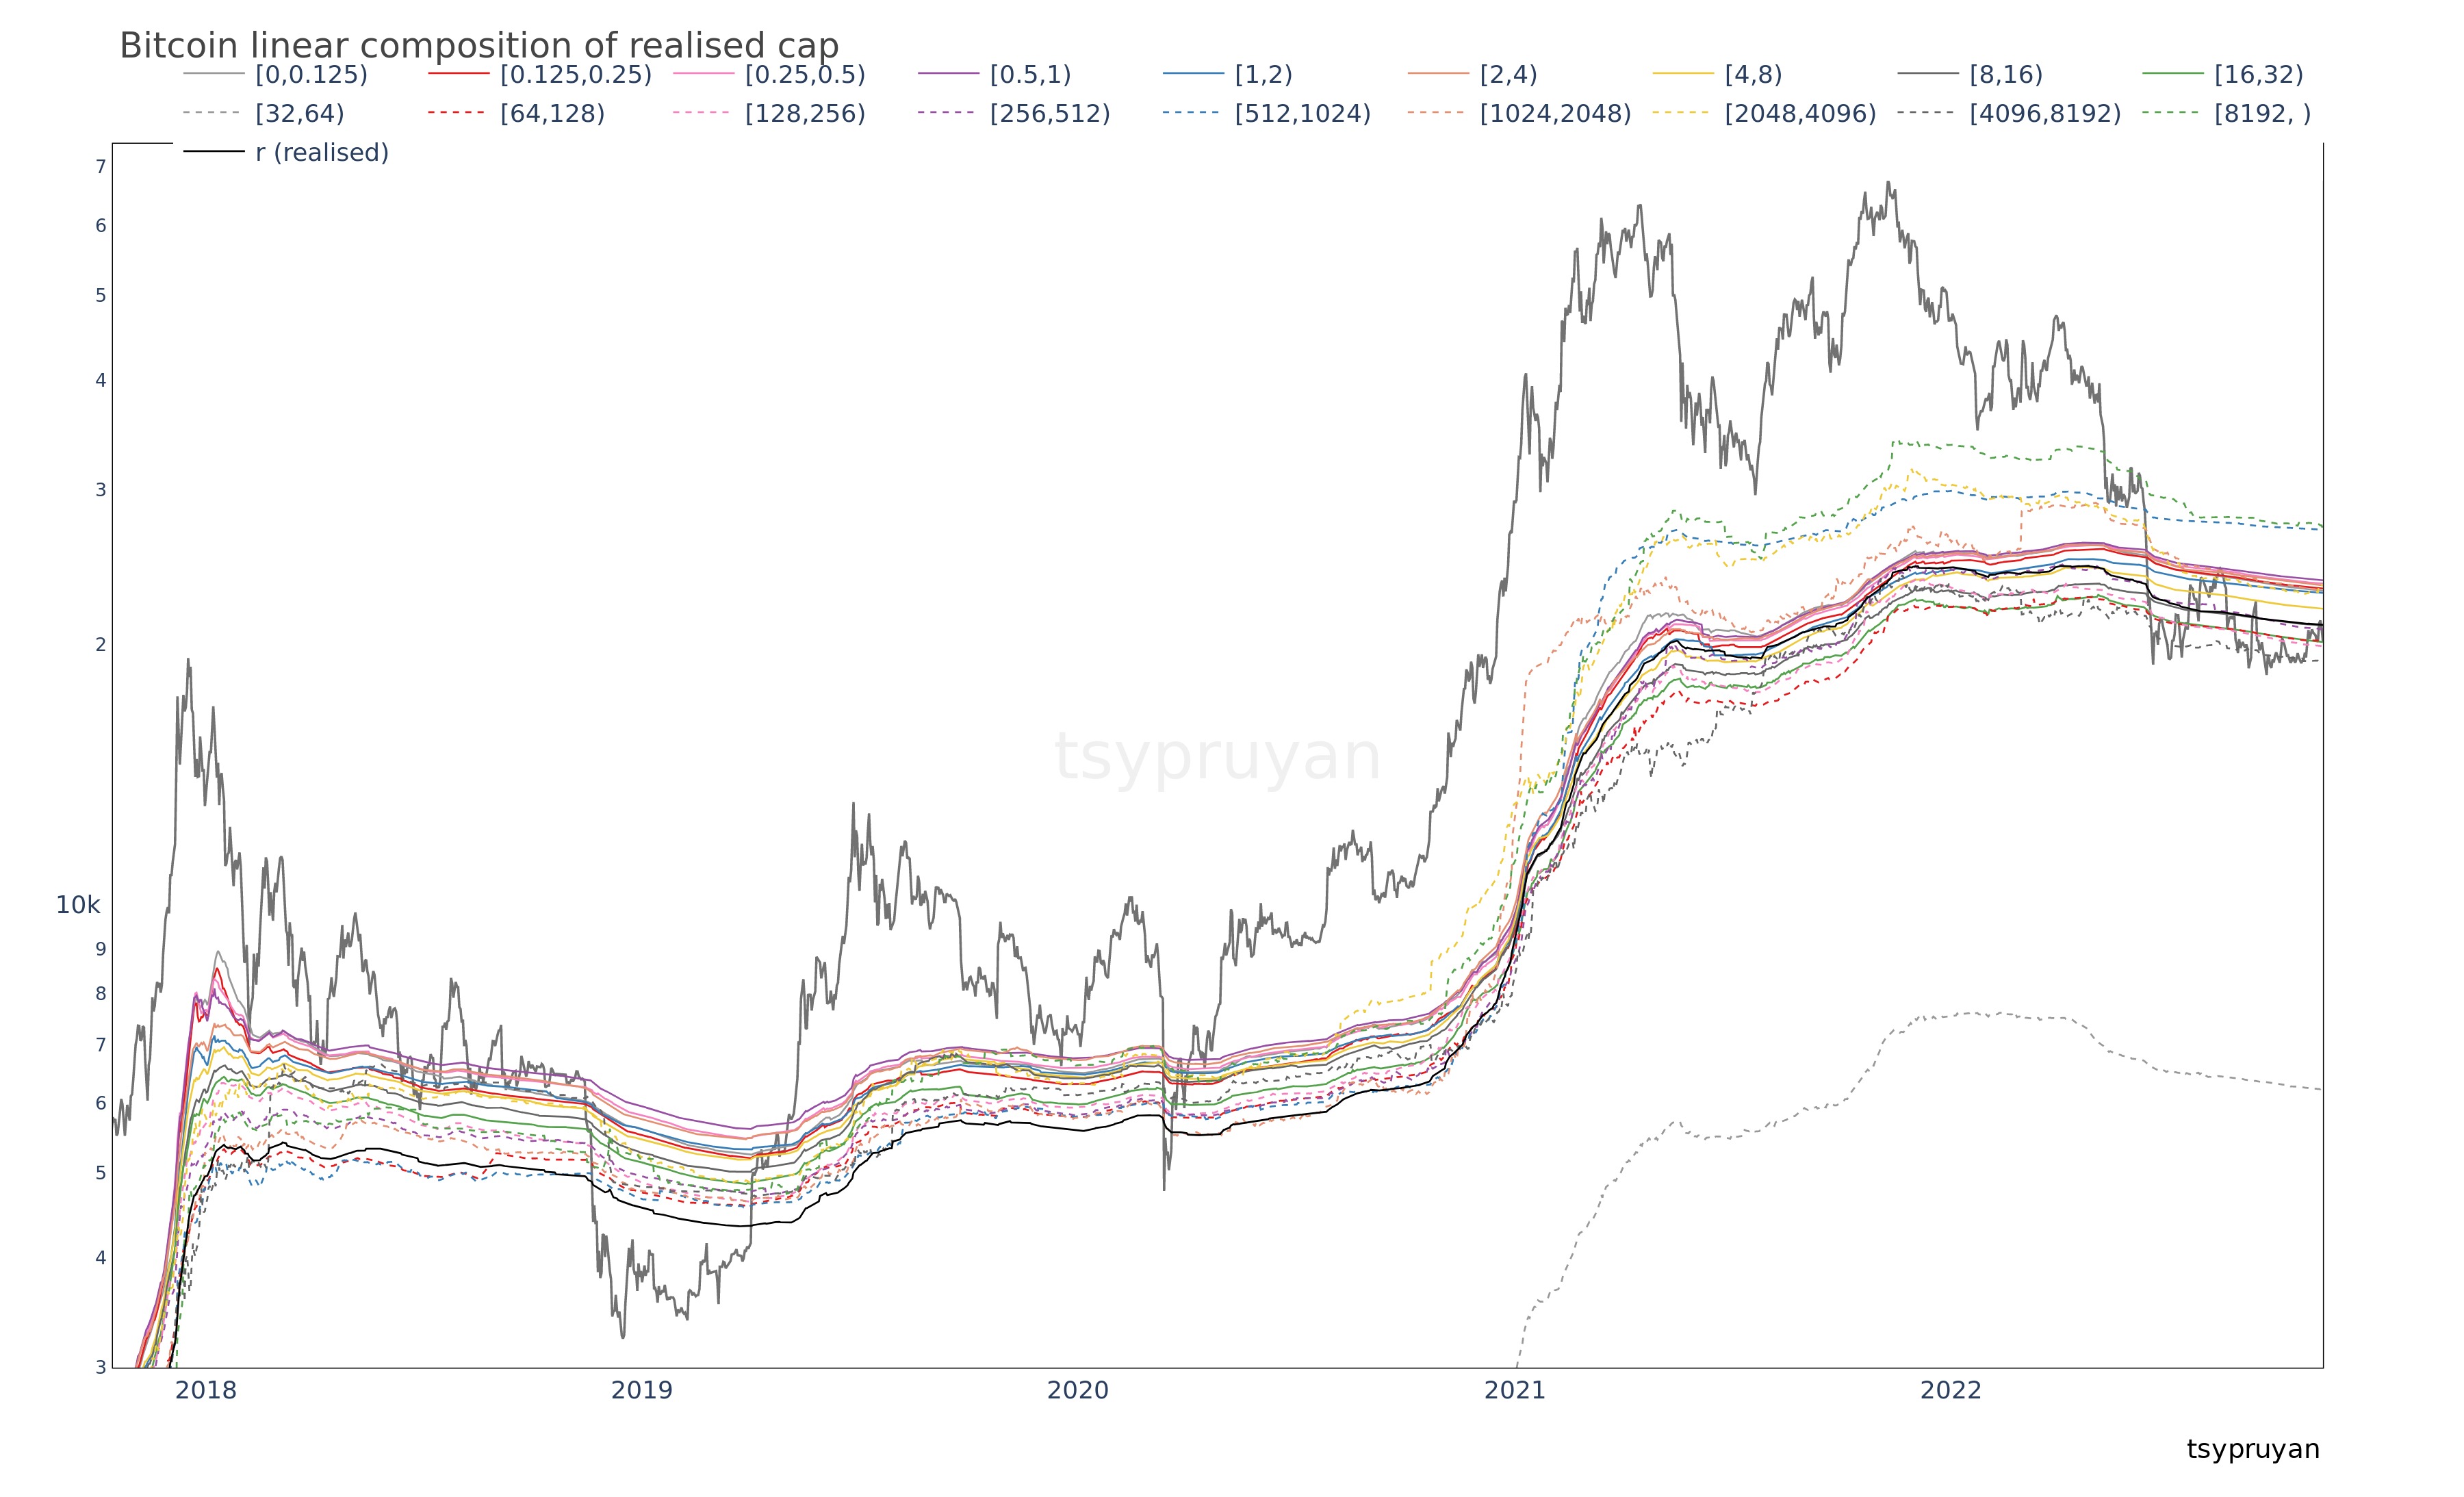 Bitcoin linear composition of realised cap
[0,0.125) [0.125,0.25) [0.25,0.5) [0.5,1) [1,2) [2,4) [4,8) [8,16) [16,32)
[32,64) [64,128) [128,256) [256,512) [512,1024) [1024,2048) [2048,4096) [4096,8192) [8192, )
r (realised)
7
6
5
4
3
2
tsypruyan
10k
9
8
7
6
5
4
3
2018 2019 2020 2021 2022
tsypruyan